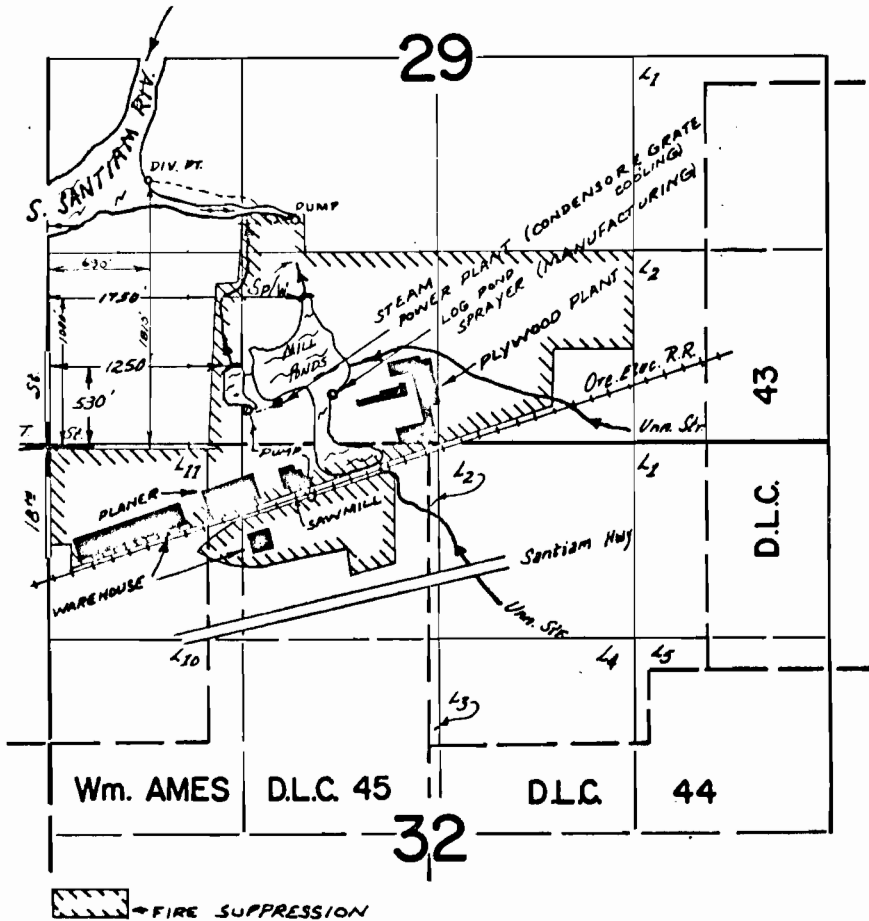 29
L1
S. SANTIAM RIV.
DIV. PT.
PUMP
STEAM
POWER PLANT (CONDENSOR & GRATE
COOLING)
LOG POND
SPRAYER (MANUFACTURING)
PLYWOOD PLANT
L2
630'
1750'
1815'
1250
530'
Sp/W
MILL
PONDS
Ore. Elec. R.R.
Unn. Str.
43
D.L.C.
St.
T.
St.
18th
L11
PUMP
L2
L1
PLANER
SAWMILL
Santiam Hwy
WAREHOUSE
Unn. Str.
L10
L4
L5
L3
Wm. AMES D.L.C. 45 D.L.C. 44
32
FIRE SUPPRESSION